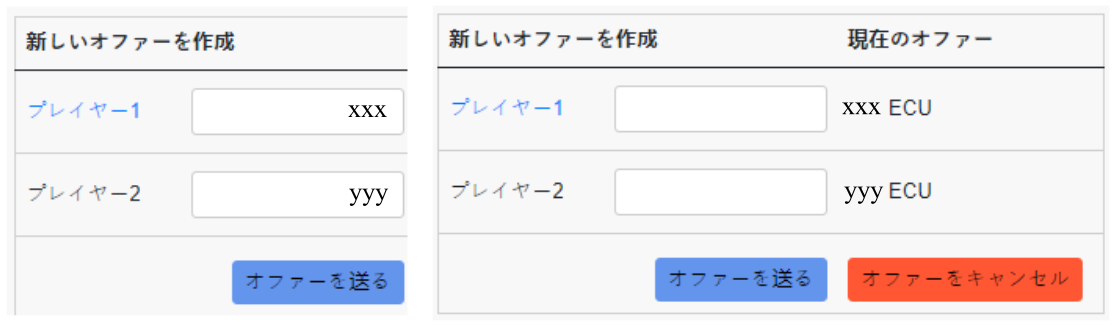 新しいオファーを作成
プレイヤー1 xxx
プレイヤー2 yyy
オファーを送る
新しいオファーを作成 現在のオファー
プレイヤー1 xxx ECU
プレイヤー2 yyy ECU
オファーを送る オファーをキャンセル